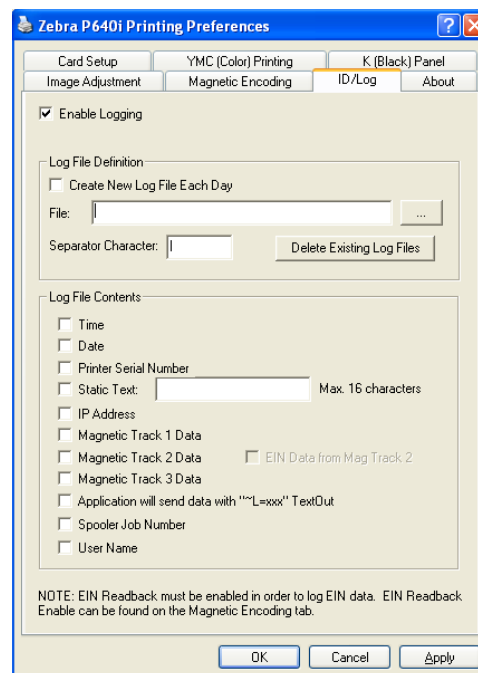 Zebra P640i Printing Preferences
Card Setup YMC (Color) Printing K (Black) Panel
Image Adjustment Magnetic Encoding ID/Log About
Enable Logging
Log File Definition
Create New Log File Each Day
File: ...
Separator Character: | Delete Existing Log Files
Log File Contents
Time
Date
Printer Serial Number
Static Text: Max. 16 characters
IP Address
Magnetic Track 1 Data
Magnetic Track 2 Data EIN Data from Mag Track 2
Magnetic Track 3 Data
Application will send data with "~L=xxx" TextOut
Spooler Job Number
User Name
NOTE: EIN Readback must be enabled in order to log EIN data. EIN Readback
Enable can be found on the Magnetic Encoding tab.
OK Cancel Apply